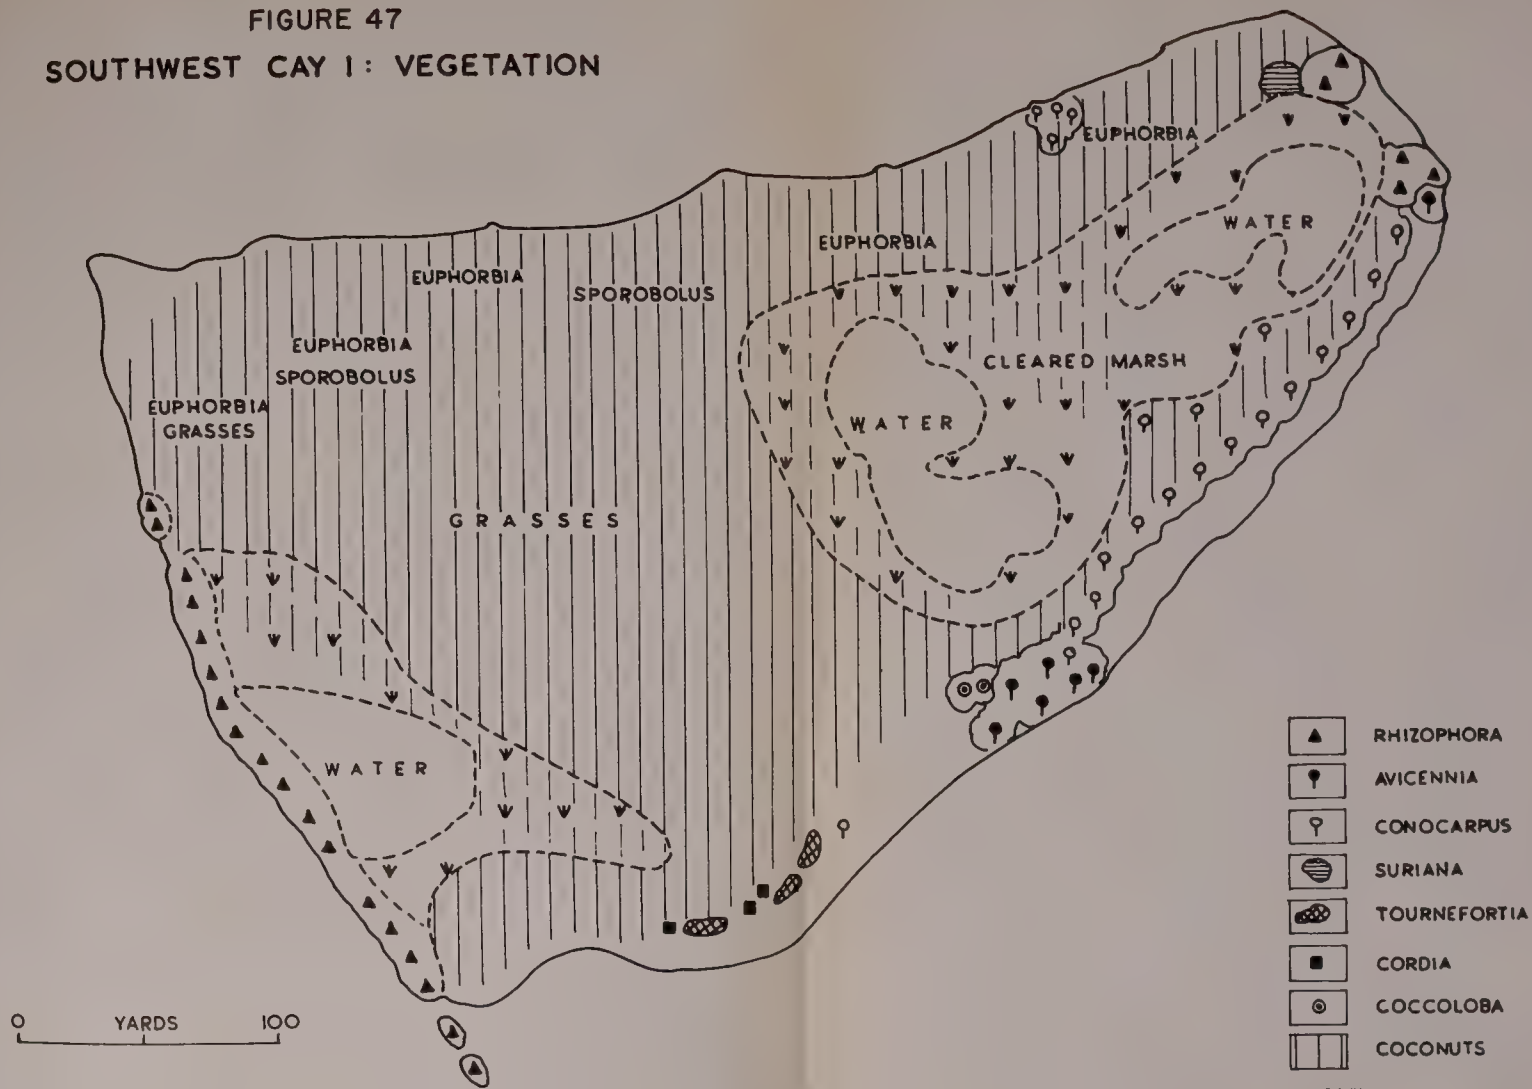 FIGURE 47
SOUTHWEST CAY I: VEGETATION
EUPHORBIA
WATER
EUPHORBIA
EUPHORBIA
SPOROBOLUS
EUPHORBIA
SPOROBOLUS
CLEARED MARSH
EUPHORBIA
GRASSES
WATER
GRASSES
WATER
RHIZOPHORA
AVICENNIA
CONOCARPUS
SURIANA
TOURNEFORTIA
CORDIA
COCCOLOBA
COCONUTS
0 YARDS 100